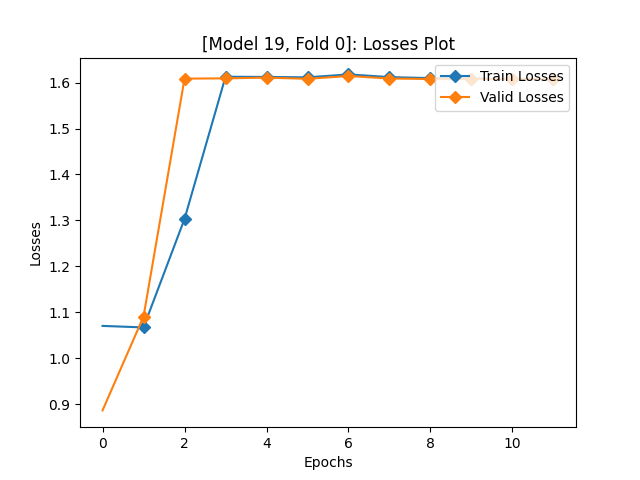 [Model 19, Fold 0]: Losses Plot
Train Losses
Valid Losses
1.6
1.5
1.4
1.3
1.2
1.1
1.0
0.9
Losses
0 2 4 6 8 10
Epochs